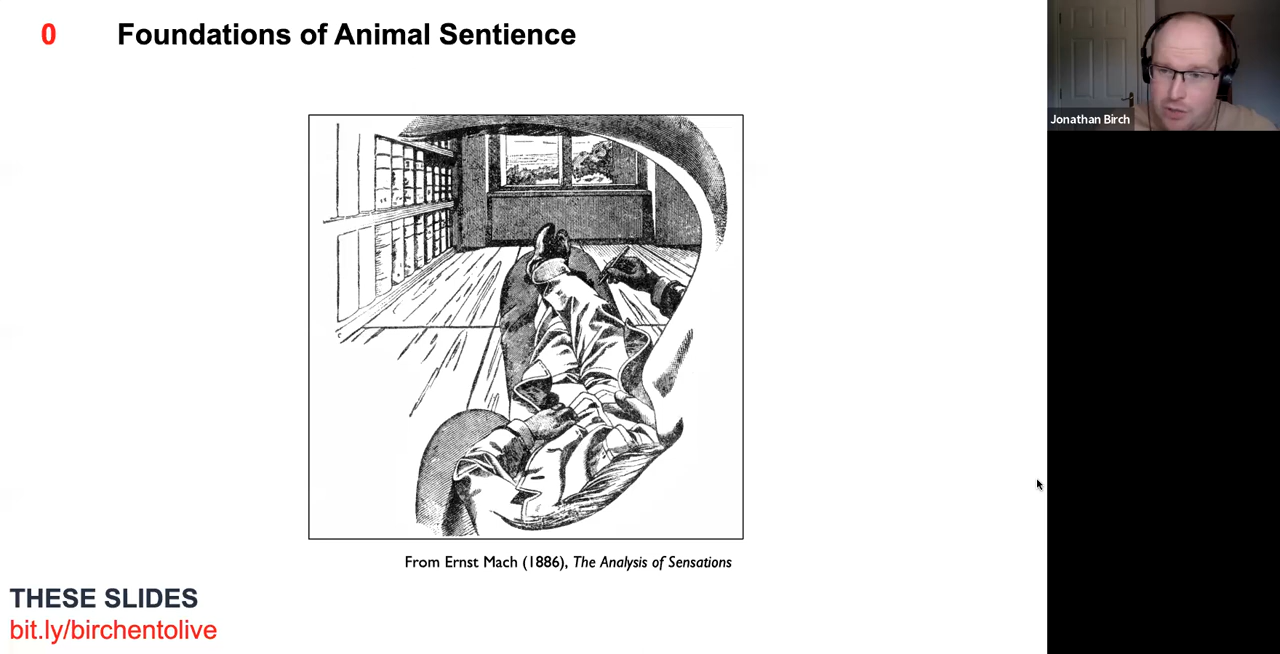 0 Foundations of Animal Sentience
Jonathan Birch
From Ernst Mach (1886), The Analysis of Sensations
THESE SLIDES
bit.ly/birchentolive